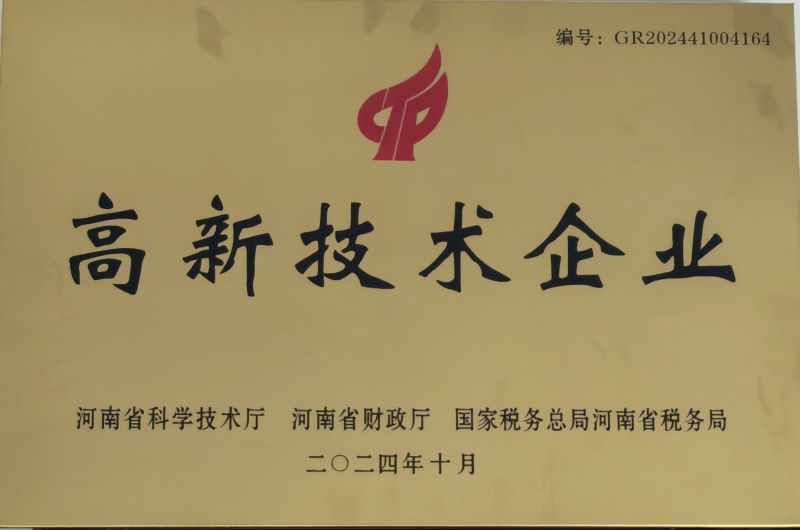 编号：GR202441004164
高新技术企业
河南省科学技术厅 河南省财政厅 国家税务总局河南省税务局
二〇二四年十月